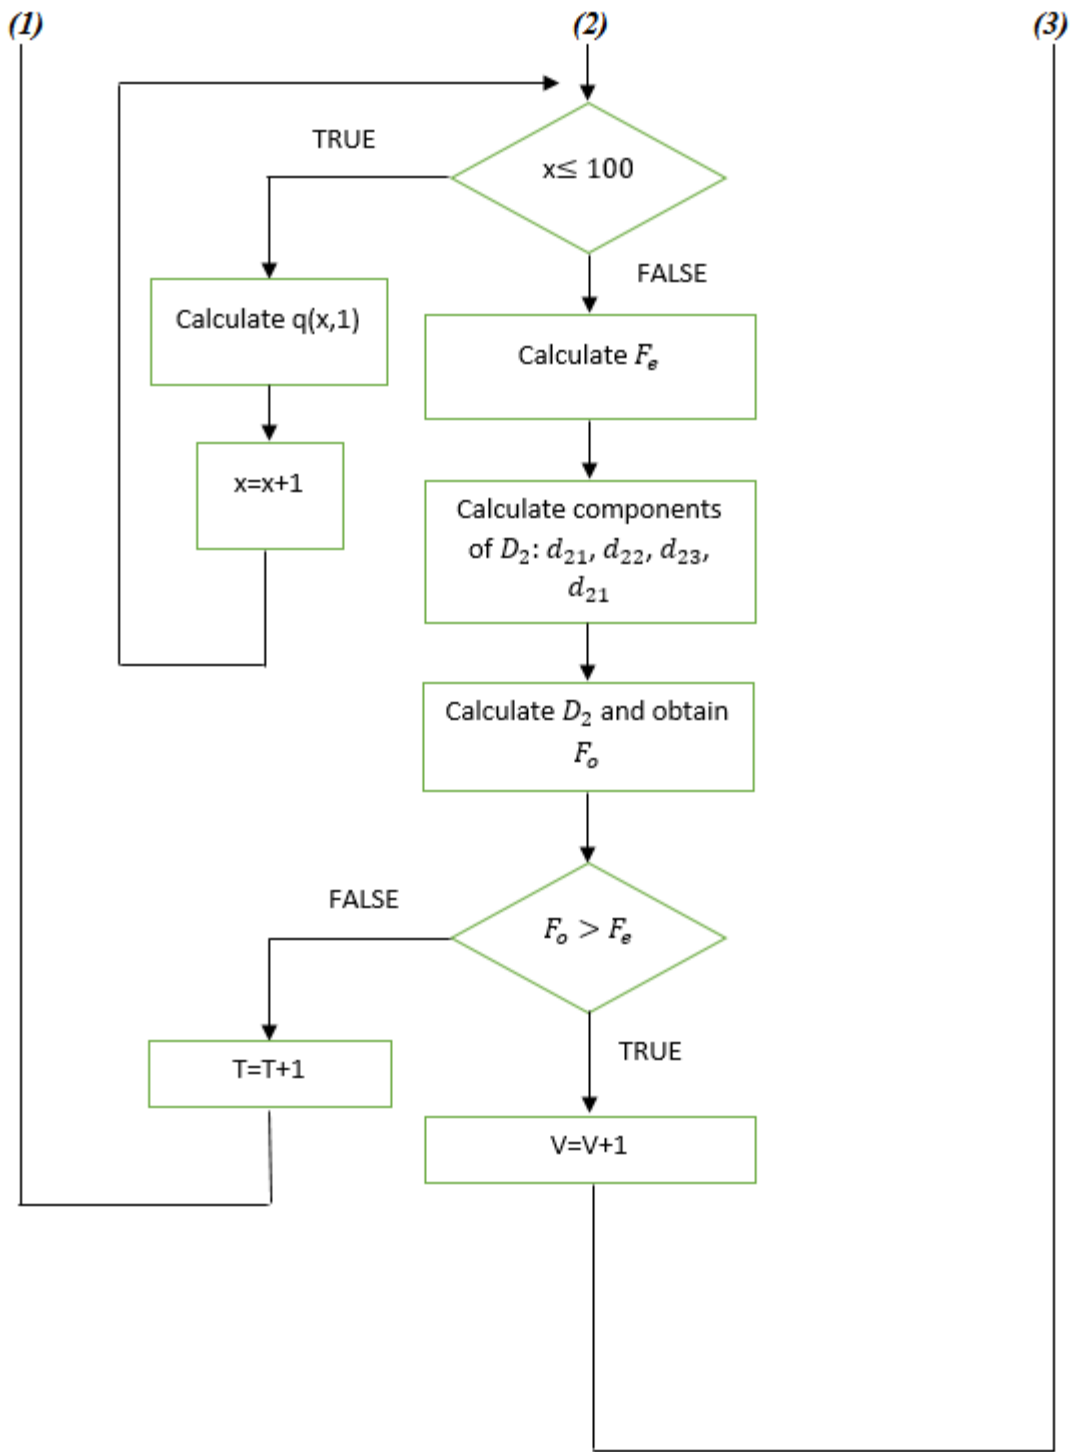 (1)
(2)
(3)
TRUE
x≤ 100
FALSE
Calculate q(x,1)
Calculate Fₑ
x=x+1
Calculate components
of D₂: d₂₁, d₂₂, d₂₃,
d₂₁
Calculate D₂ and obtain
Fₒ
FALSE
Fₒ > Fₑ
TRUE
T=T+1
V=V+1